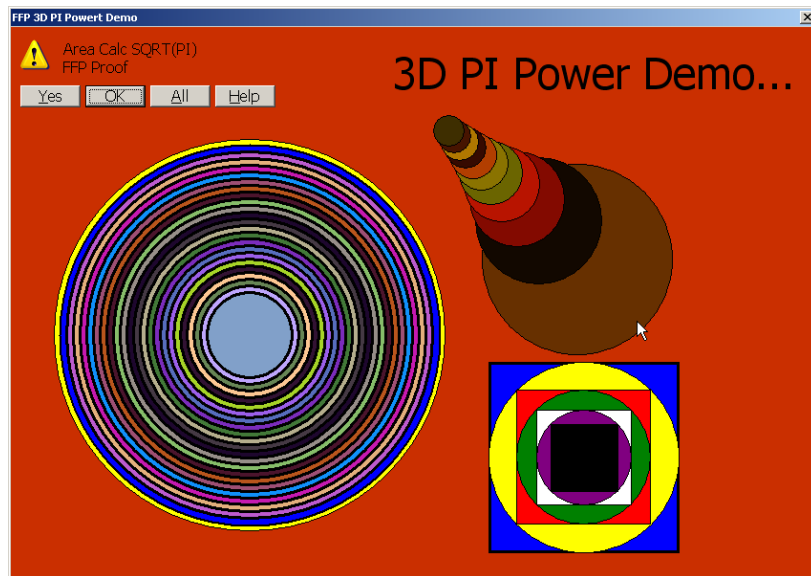 FFP 3D PI Powert Demo
Area Calc SQRT(PI)
FFP Proof
3D PI Power Demo...
Yes OK All Help